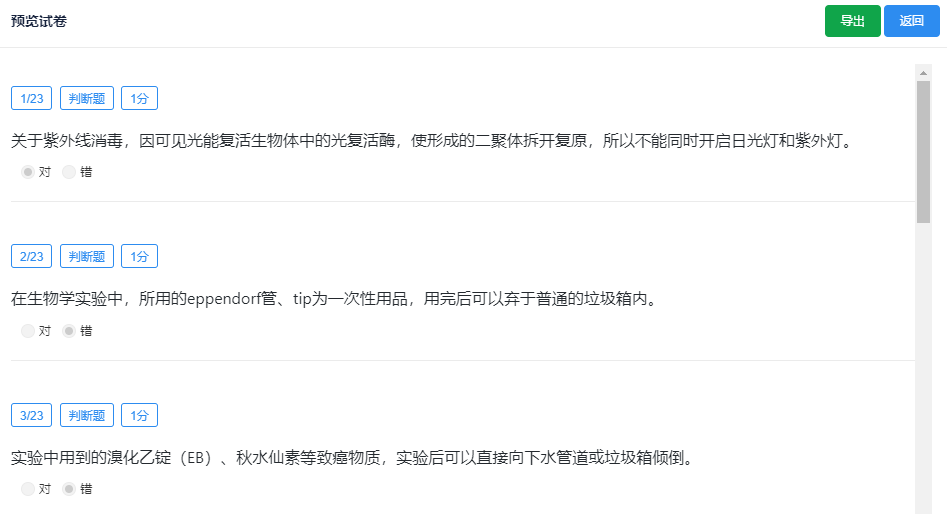 预览试卷
导出 返回
1/23 判断题 1分
关于紫外线消毒，因可见光能复活生物体中的光复活酶，使形成的二聚体拆开复原，所以不能同时开启日光灯和紫外灯。
对 错
2/23 判断题 1分
在生物学实验中，所用的eppendorf管、tip为一次性用品，用完后可以弃于普通的垃圾箱内。
对 错
3/23 判断题 1分
实验中用到的溴化乙锭（EB）、秋水仙素等致癌物质，实验后可以直接向下水管道或垃圾箱倾倒。
对 错